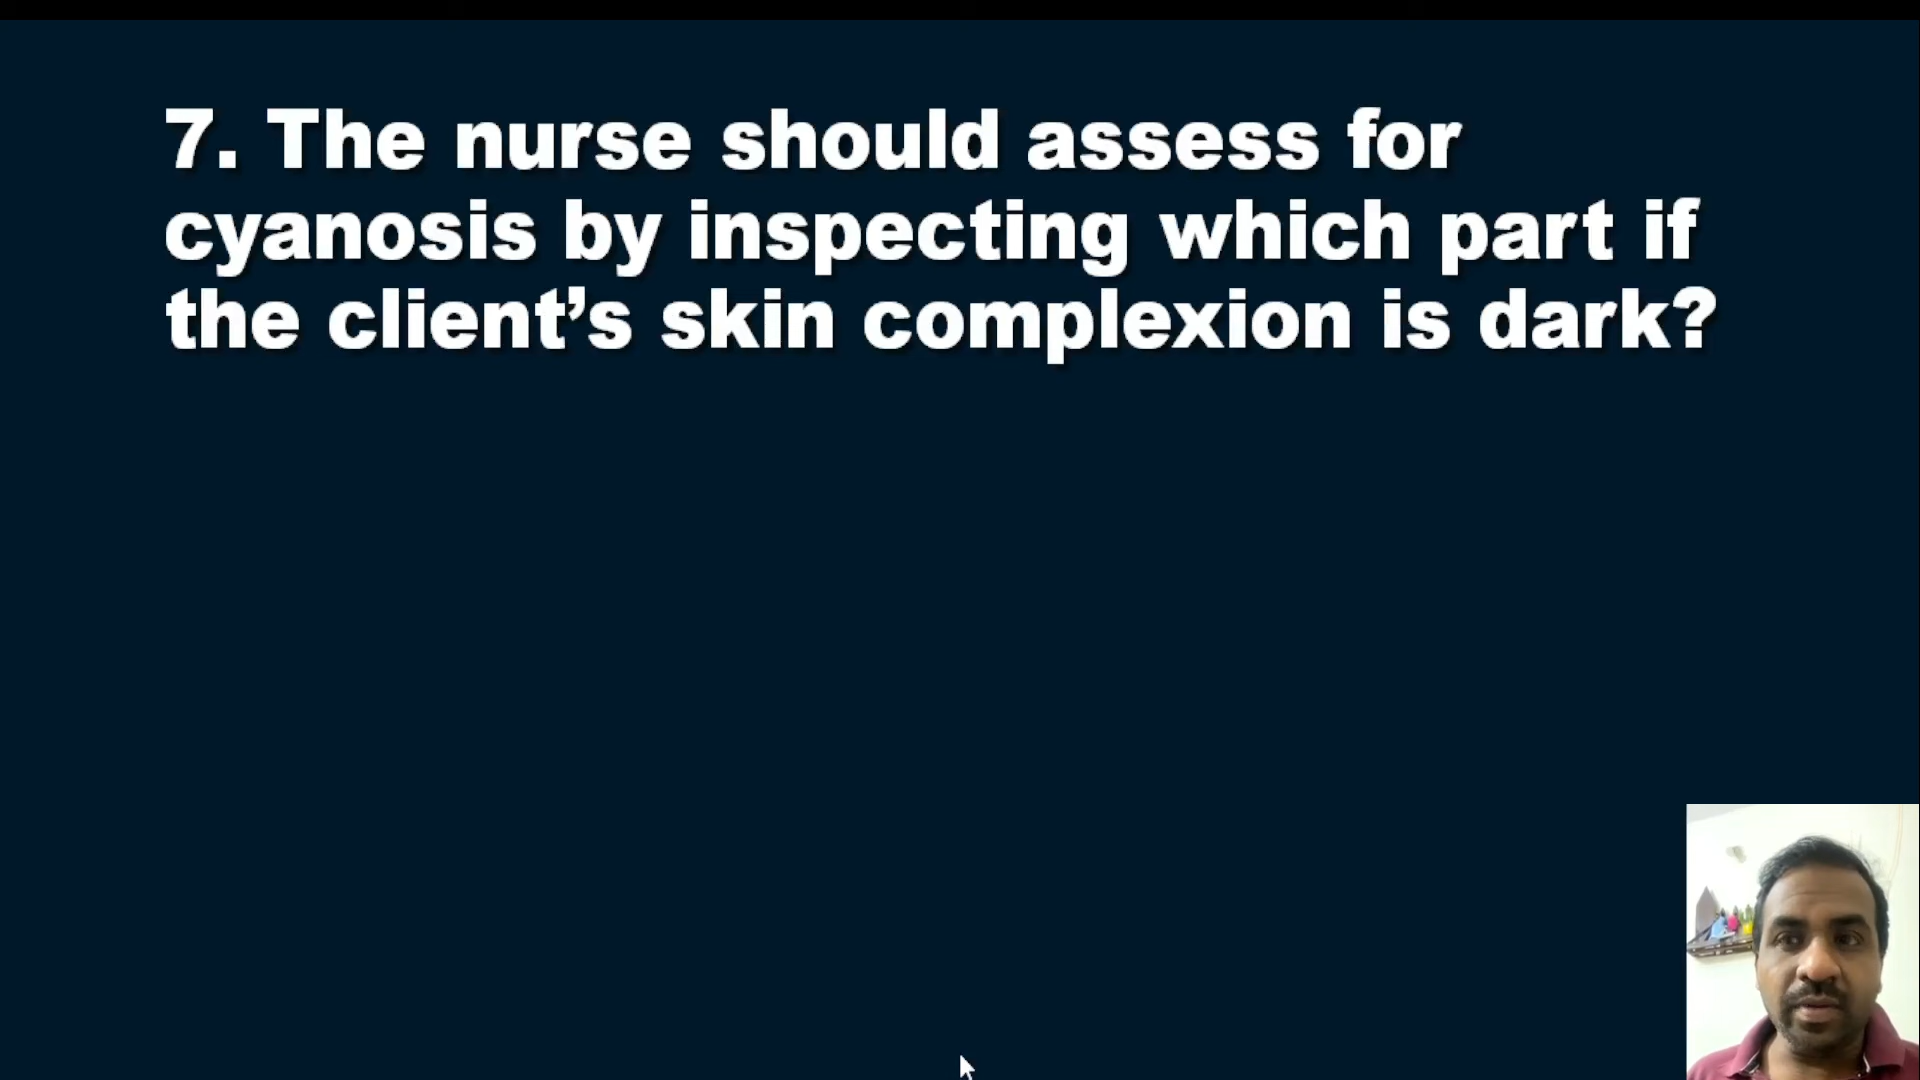 7. The nurse should assess for
cyanosis by inspecting which part if
the client’s skin complexion is dark?